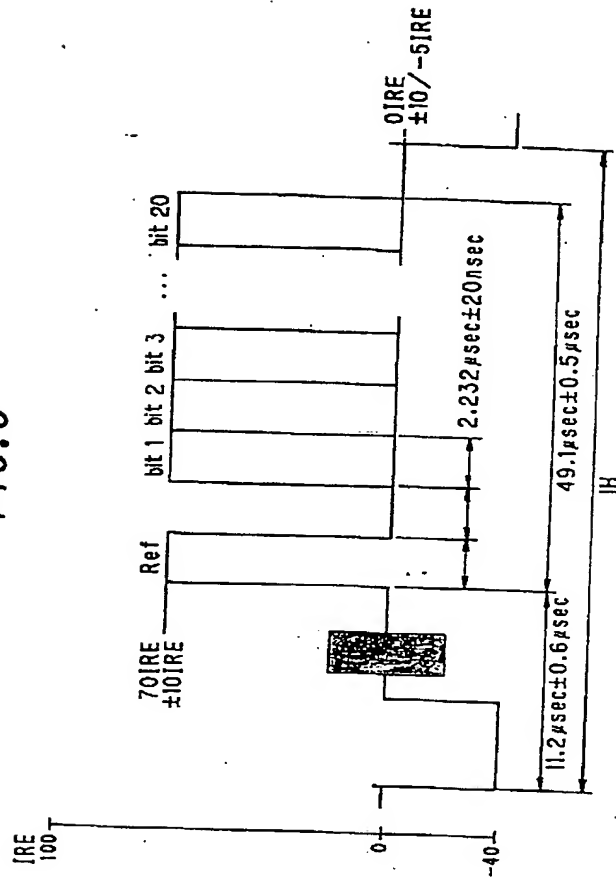 IRE
100
0
-40
70IRE
±10IRE
Ref
bit 1 bit 2 bit 3 ... bit 20
0IRE
±10/-5IRE
2.232μsec±20nsec
11.2μsec±0.6μsec
49.1μsec±0.5μsec